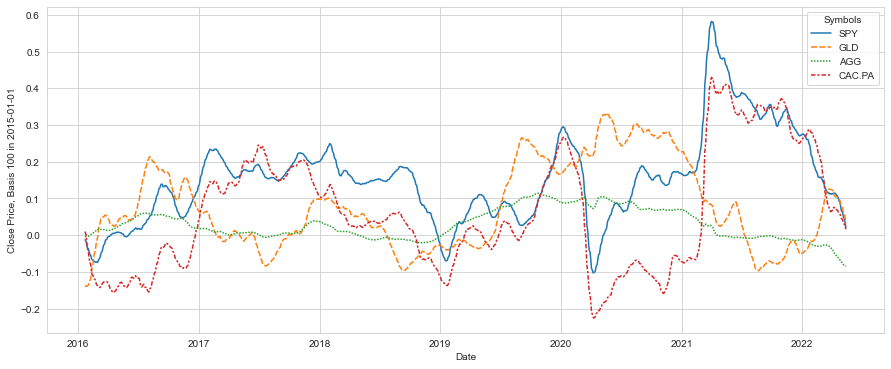 Symbols
SPY
GLD
AGG
CAC.PA
Close Price, Basis 100 in 2015-01-01
0.6
0.5
0.4
0.3
0.2
0.1
0.0
−0.1
−0.2
2016
2017
2018
2019
2020
2021
2022
Date